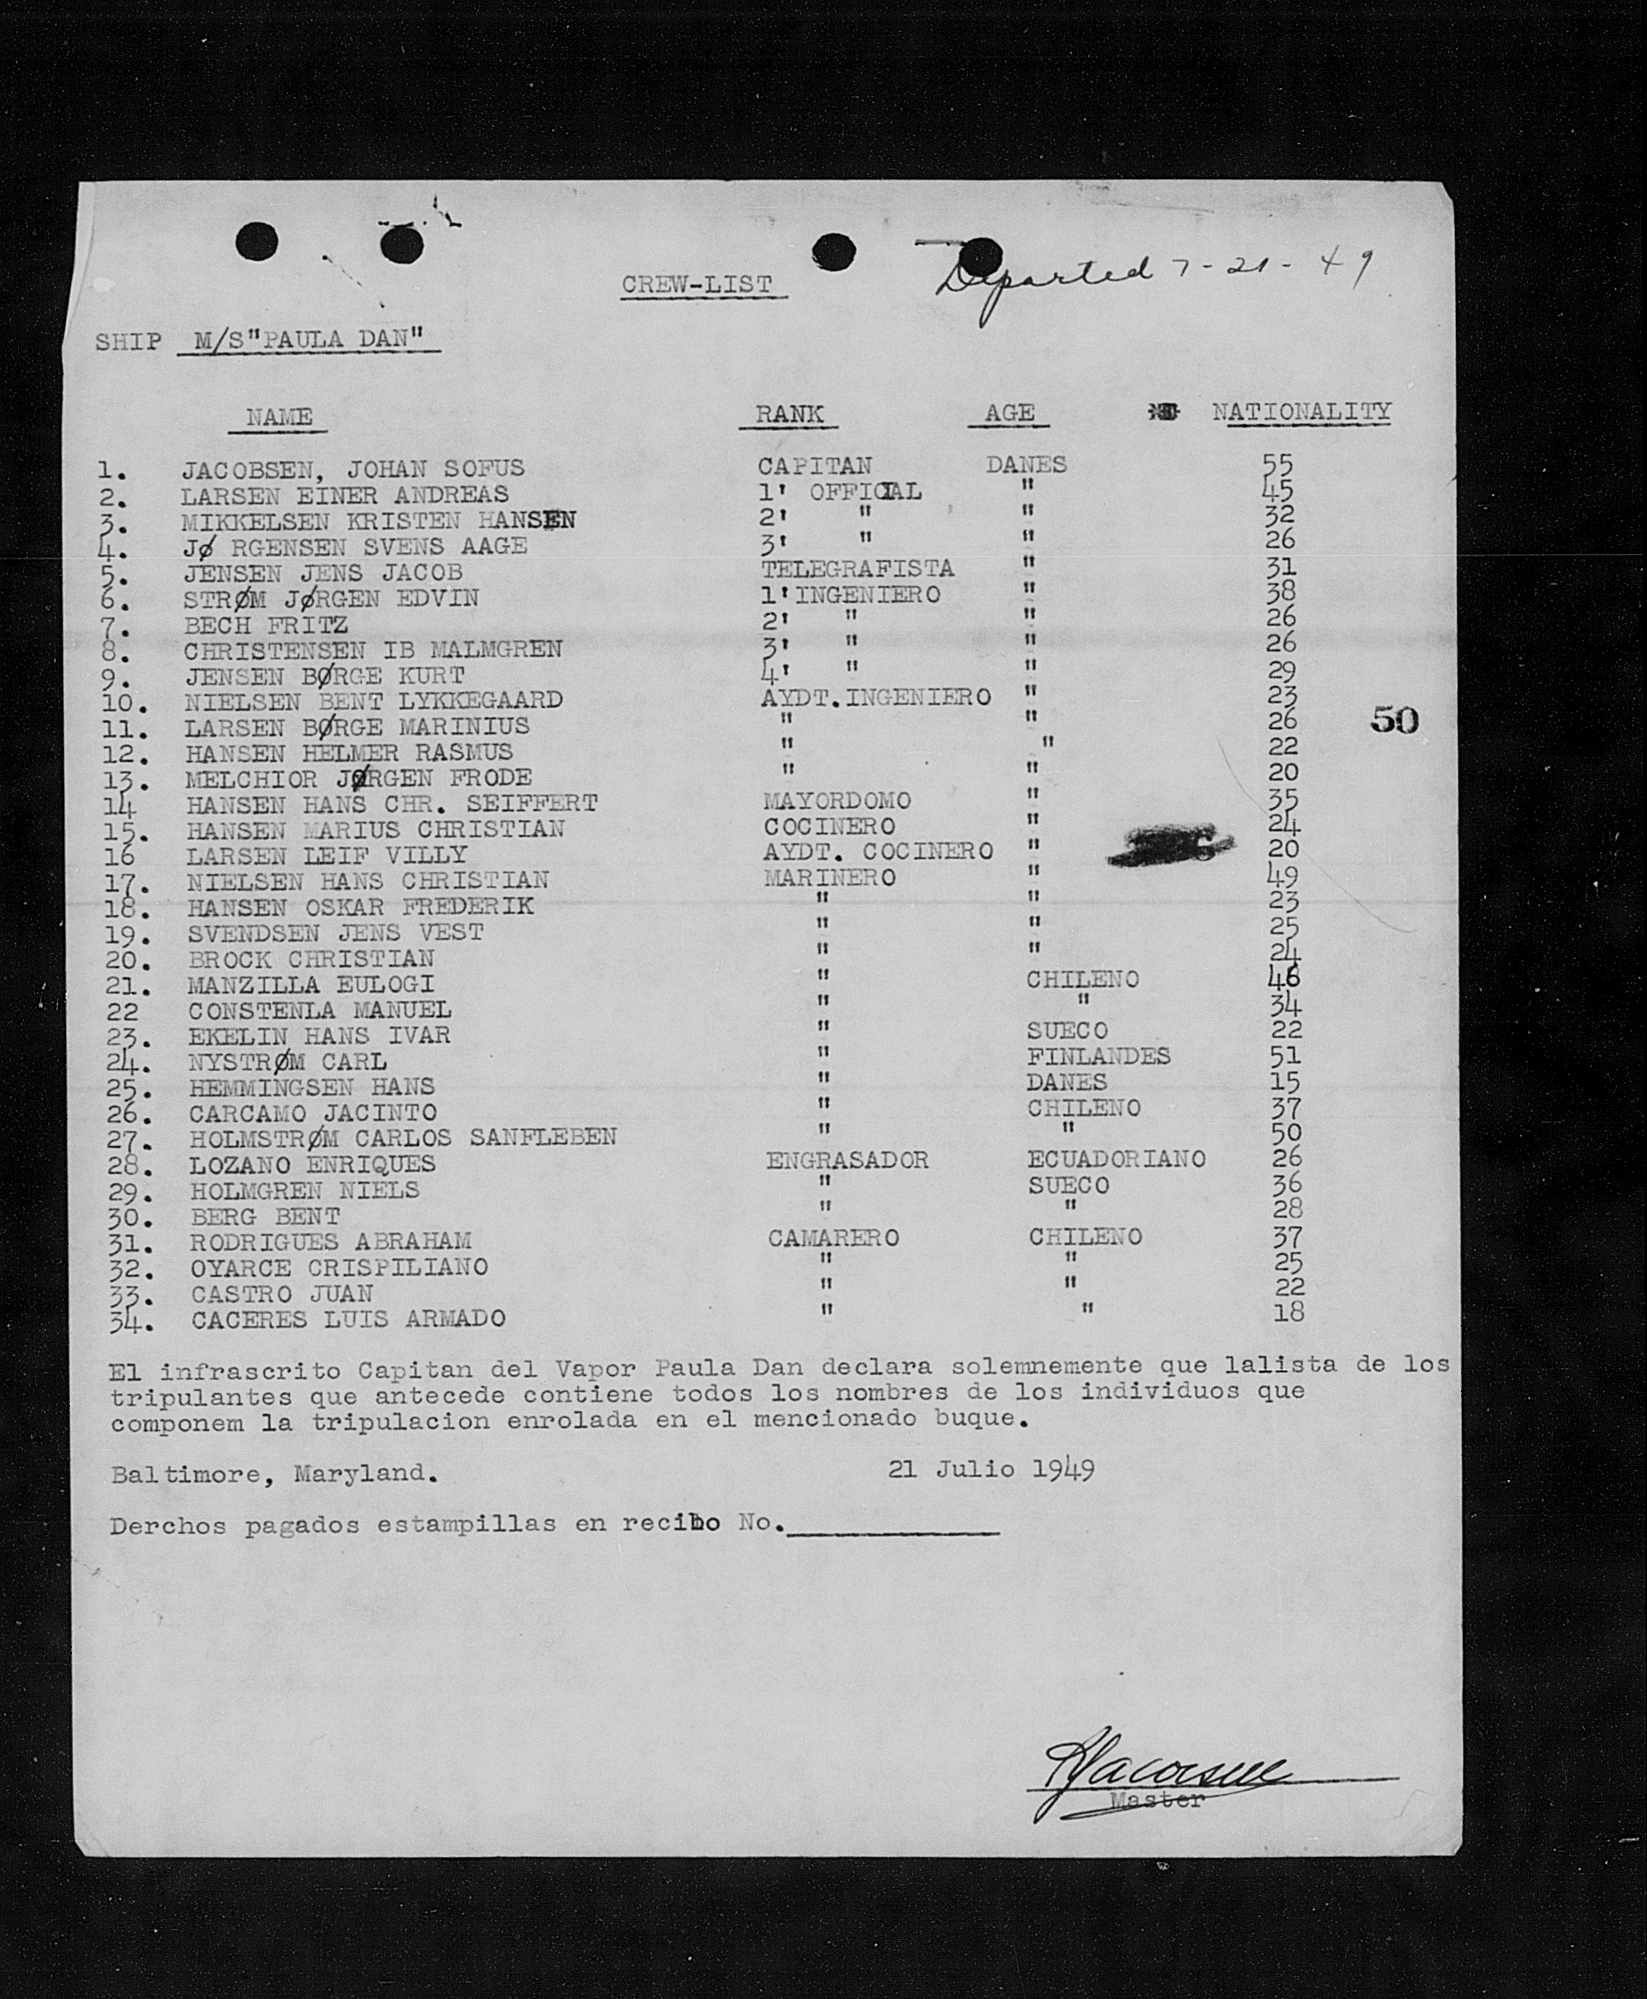 Departed 7-21-49
CREW-LIST
SHIP M/S"PAULA DAN"
NAME RANK AGE NATIONALITY
1. JACOBSEN, JOHAN SOFUS CAPITAN DANES 55
2. LARSEN EINER ANDREAS 1' OFFICIAL " 45
3. MIKKELSEN KRISTEN HANSEN 2' " " 32
4. JØ RGENSEN SVENS AAGE 3' " " 26
5. JENSEN JENS JACOB TELEGRAFISTA " 31
6. STRØM JØRGEN EDVIN 1'INGENIERO " 38
7. BECH FRITZ 2' " " 26
8. CHRISTENSEN IB MALMGREN 3' " " 26
9. JENSEN BØRGE KURT 4' " " 29
10. NIELSEN BENT LYKKEGAARD AYDT.INGENIERO " 23
11. LARSEN BØRGE MARINIUS " " 26 50
12. HANSEN HELMER RASMUS " " 22
13. MELCHIOR JØRGEN FRODE " " 20
14 HANSEN HANS CHR. SEIFFERT MAYORDOMO " 35
15. HANSEN MARIUS CHRISTIAN COCINERO " 24
16 LARSEN LEIF VILLY AYDT. COCINERO " 20
17. NIELSEN HANS CHRISTIAN MARINERO " 49
18. HANSEN OSKAR FREDERIK " " 23
19. SVENDSEN JENS VEST " " 25
20. BROCK CHRISTIAN " " 24
21. MANZILLA EULOGI " CHILENO 46
22 CONSTENLA MANUEL " " 34
23. EKELIN HANS IVAR " SUECO 22
24. NYSTRØM CARL " FINLANDES 51
25. HEMMINGSEN HANS " DANES 15
26. CARCAMO JACINTO " CHILENO 37
27. HOLMSTRØM CARLOS SANFLEBEN " " 50
28. LOZANO ENRIQUES ENGRASADOR ECUADORIANO 26
29. HOLMGREN NIELS " SUECO 36
30. BERG BENT " " 28
31. RODRIGUES ABRAHAM CAMARERO CHILENO 37
32. OYARCE CRISPILIANO " " 25
33. CASTRO JUAN " " 22
34. CACERES LUIS ARMADO " " 18
El infrascrito Capitan del Vapor Paula Dan declara solemnemente que lalista de los
tripulantes que antecede contiene todos los nombres de los individuos que
componem la tripulacion enrolada en el mencionado buque.
Baltimore, Maryland. 21 Julio 1949
Derchos pagados estampillas en recibo No.
Master